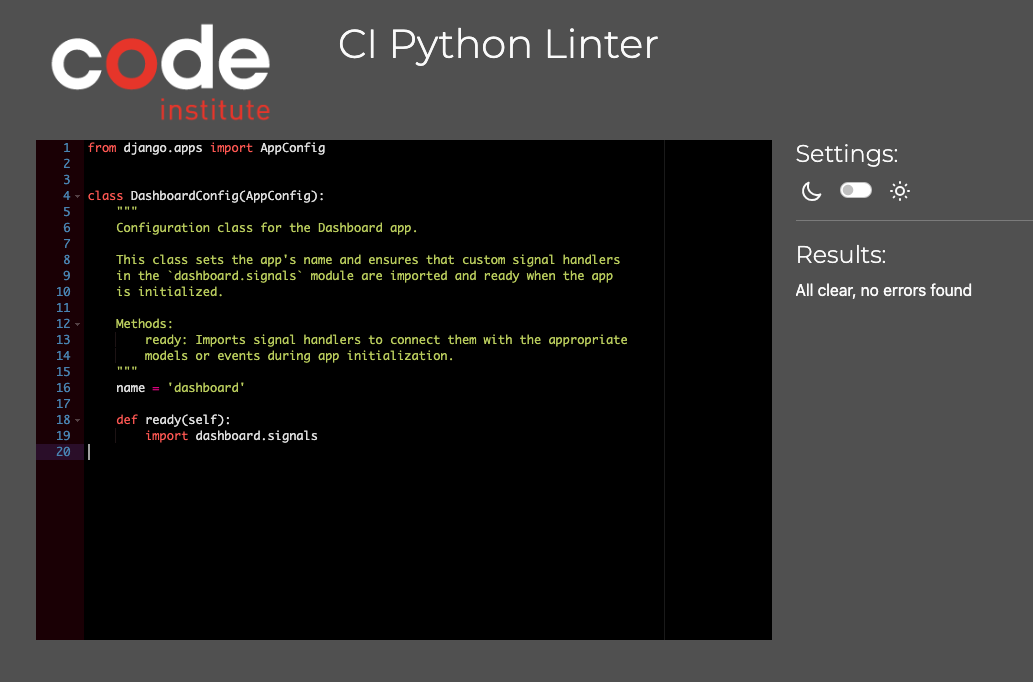 code
institute
CI Python Linter
1 from django.apps import AppConfig
2
3
4 class DashboardConfig(AppConfig):
5     """
6     Configuration class for the Dashboard app.
7
8     This class sets the app's name and ensures that custom signal handlers
9     in the `dashboard.signals` module are imported and ready when the app
10     is initialized.
11
12     Methods:
13         ready: Imports signal handlers to connect them with the appropriate
14         models or events during app initialization.
15     """
16     name = 'dashboard'
17
18     def ready(self):
19         import dashboard.signals
20
Settings:
Results:
All clear, no errors found